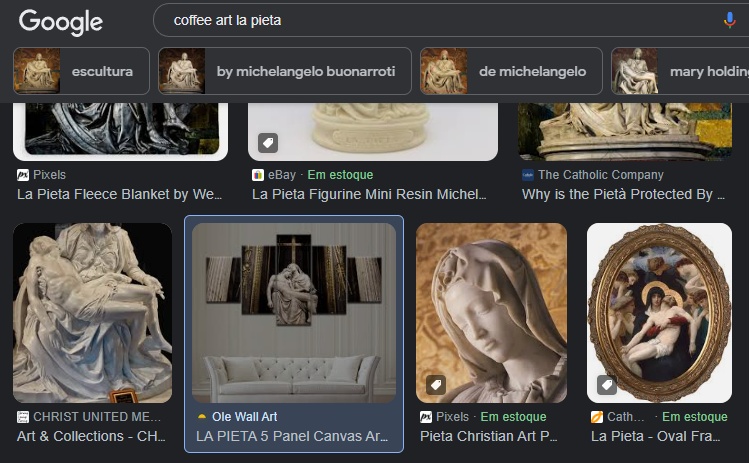 Google
coffee art la pieta
escultura
by michelangelo buonarroti
de michelangelo
mary holding
Pixels
eBay · Em estoque
The Catholic Company
La Pieta Fleece Blanket by We...
La Pieta Figurine Mini Resin Michel...
Why is the Pietà Protected By ...
CHRIST UNITED ME...
Ole Wall Art
Pixels · Em estoque
Cath... · Em estoque
Art & Collections - CH...
LA PIETA 5 Panel Canvas Ar...
Pieta Christian Art P...
La Pieta - Oval Fra...